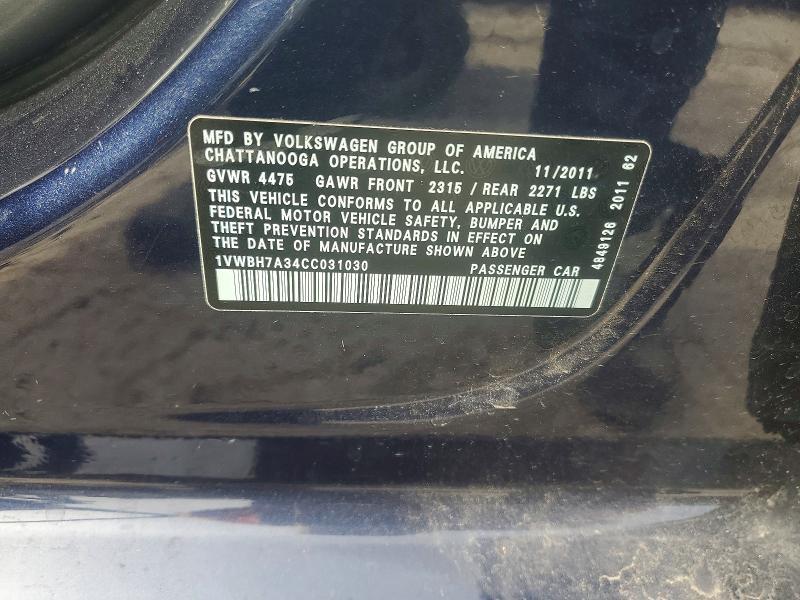 MFD BY VOLKSWAGEN GROUP OF AMERICA
CHATTANOOGA OPERATIONS, LLC. 11/2011
GVWR 4475 GAWR FRONT 2315 / REAR 2271 LBS
THIS VEHICLE CONFORMS TO ALL APPLICABLE U.S.
FEDERAL MOTOR VEHICLE SAFETY, BUMPER AND
THEFT PREVENTION STANDARDS IN EFFECT ON
THE DATE OF MANUFACTURE SHOWN ABOVE
1VWBH7A34CC031030 PASSENGER CAR
4849126 2011 62